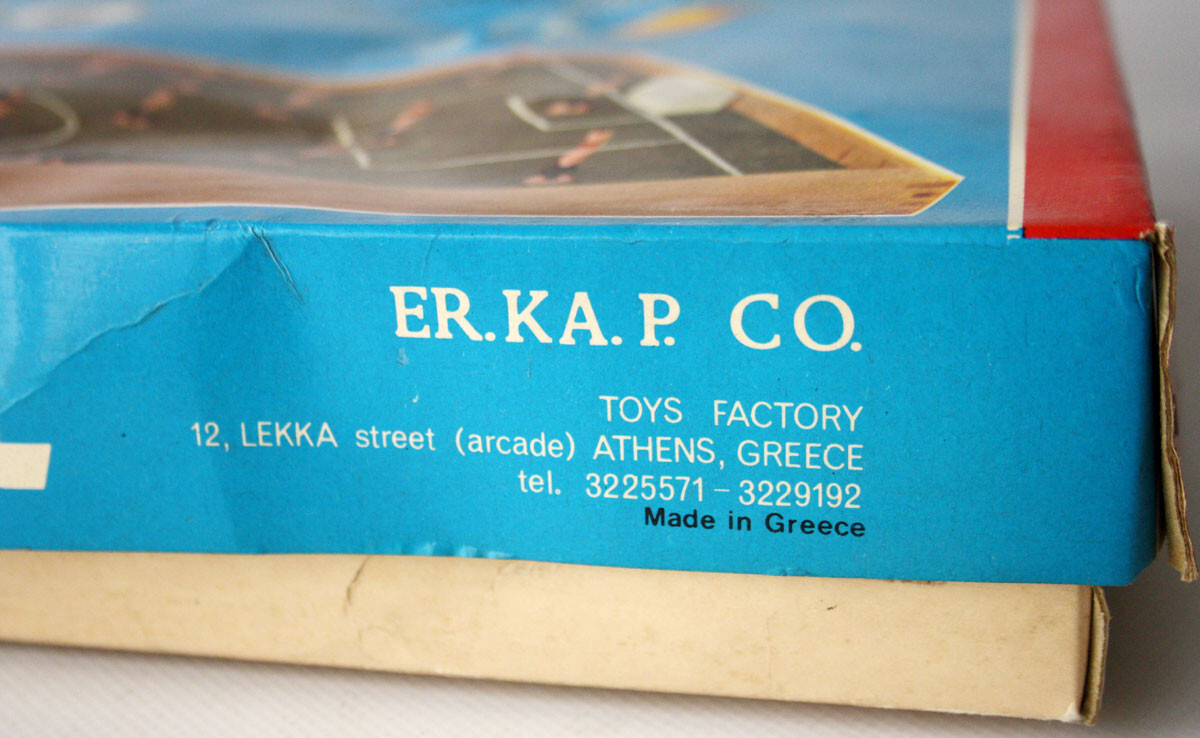 ER.KA.P. CO.
TOYS FACTORY
12, LEKKA street (arcade) ATHENS, GREECE
tel. 3225571 – 3229192
Made in Greece